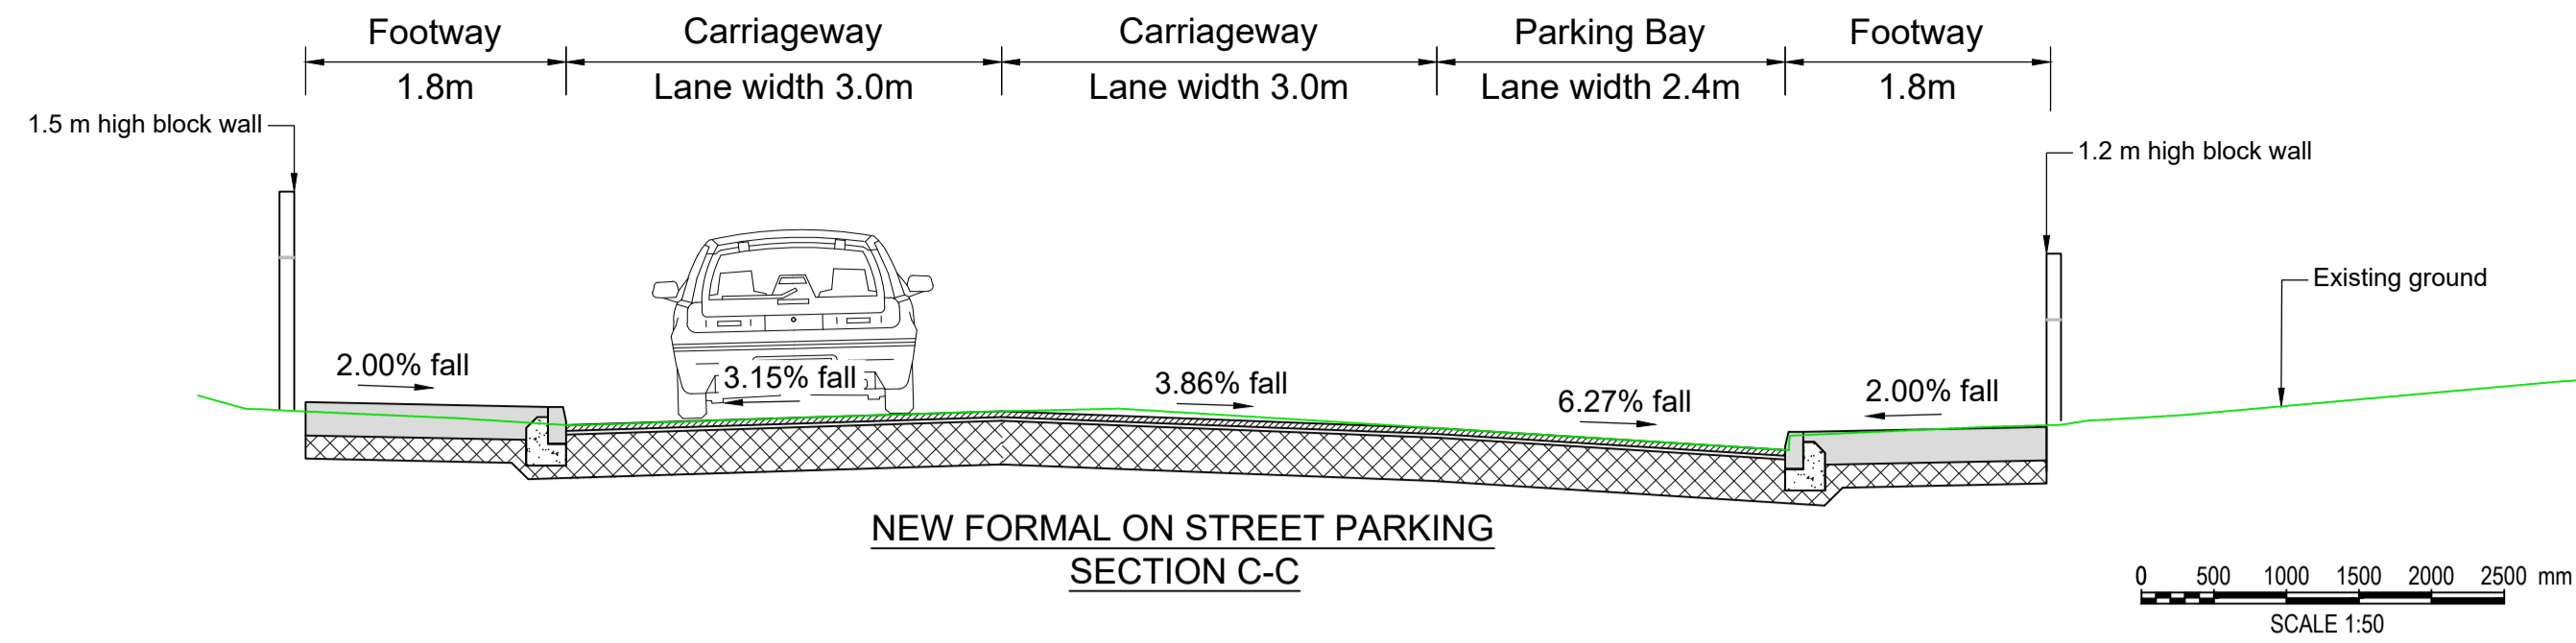 Footway
Carriageway
Carriageway
Parking Bay
Footway
1.8m
Lane width 3.0m
Lane width 3.0m
Lane width 2.4m
1.8m
1.5 m high block wall
1.2 m high block wall
Existing ground
2.00% fall
3.15% fall
3.86% fall
6.27% fall
2.00% fall
NEW FORMAL ON STREET PARKING
SECTION C-C
0 500 1000 1500 2000 2500 mm
SCALE 1:50